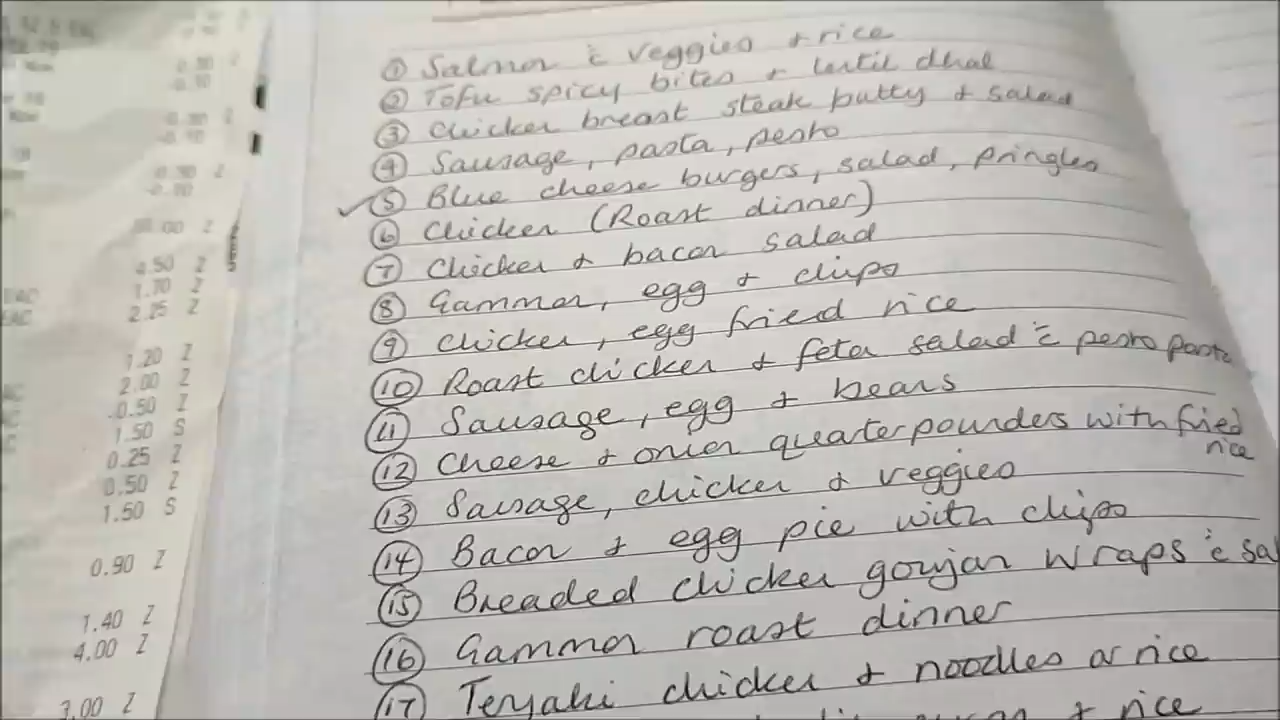 ① Salmon c̄ veggies + rice
② Tofu spicy bites + lentil dhal
③ Chicken breast steak butty + salad
④ Sausage, pasta, pesto
✓⑤ Blue cheese burgers, salad, pringles
⑥ Chicken (Roast dinner)
⑦ Chicken + bacon salad
⑧ Gammon, egg + chips
⑨ Chicken, egg fried rice
⑩ Roast chicken + feta salad c̄ pesto pasta
⑪ Sausage, egg + beans
⑫ Cheese + onion quaterpounders with fried
rice
⑬ Sausage, chicken + veggies
⑭ Bacon + egg pie with chips
⑮ Breaded chicken goujon wraps c̄ sal
⑯ Gammon roast dinner
⑰ Teryaki chicken + noodles or rice
+ rice
1.70 Z
2.25 Z
1.20 Z
2.00 Z
-0.50 Z
1.50 S
0.25 Z
0.50 Z
1.50 S
0.90 Z
1.40 Z
4.00 Z
3.00 Z